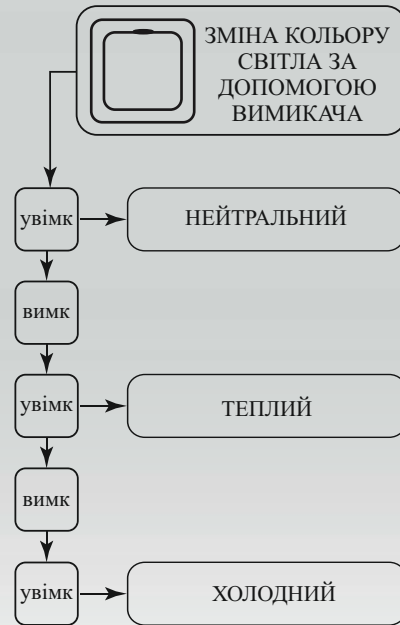 ЗМІНА КОЛЬОРУ
СВІТЛА ЗА
ДОПОМОГОЮ
ВИМИКАЧА
увімк
НЕЙТРАЛЬНИЙ
вимк
увімк
ТЕПЛИЙ
вимк
увімк
ХОЛОДНИЙ